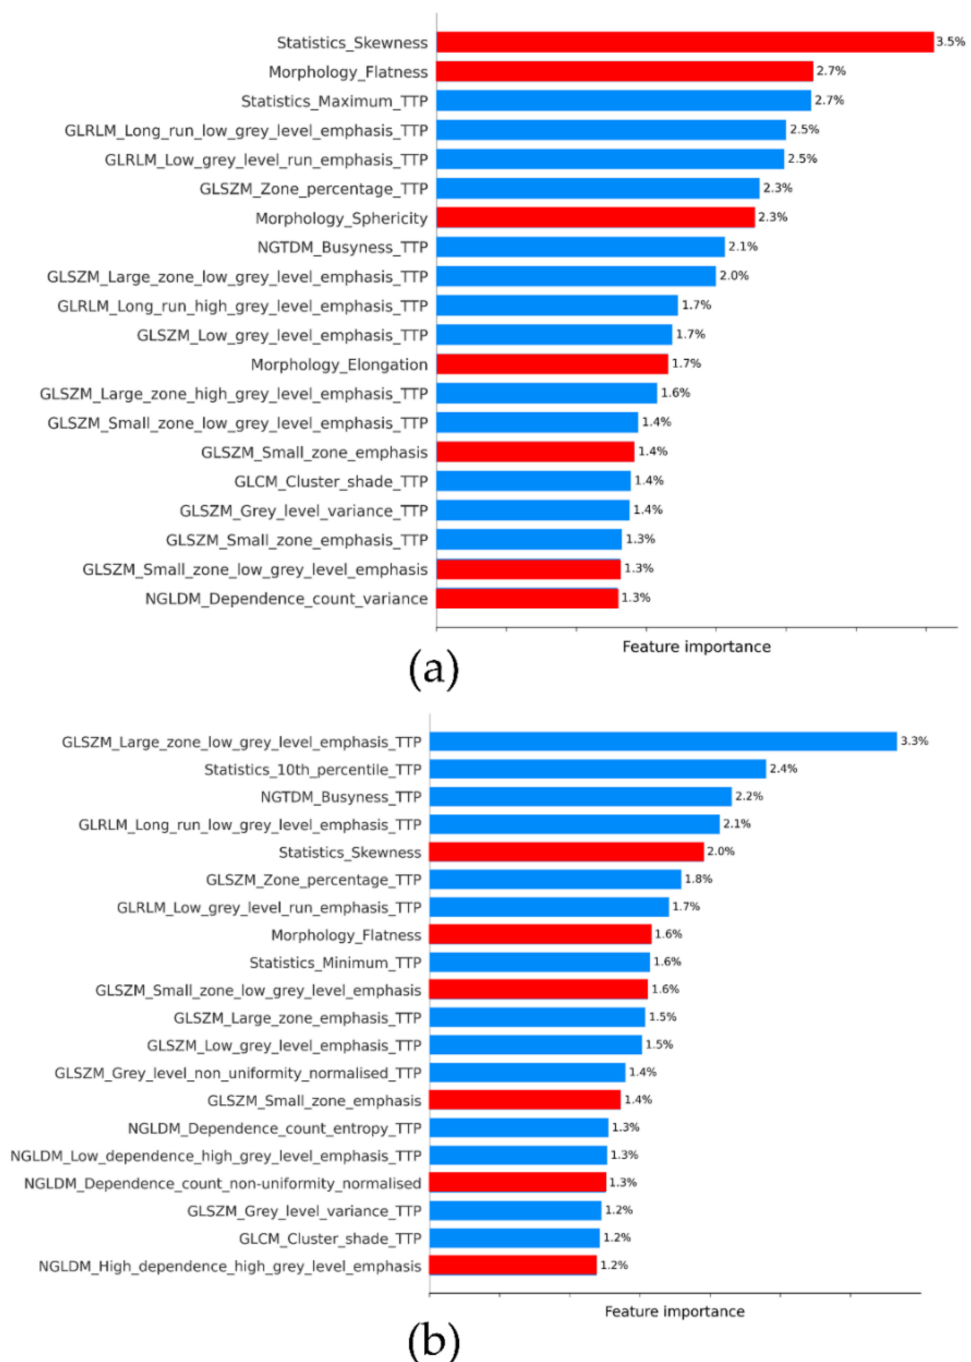 Statistics_Skewness 3.5%
Morphology_Flatness 2.7%
Statistics_Maximum_TTP 2.7%
GLRLM_Long_run_low_grey_level_emphasis_TTP 2.5%
GLRLM_Low_grey_level_run_emphasis_TTP 2.5%
GLSZM_Zone_percentage_TTP 2.3%
Morphology_Sphericity 2.3%
NGTDM_Busyness_TTP 2.1%
GLSZM_Large_zone_low_grey_level_emphasis_TTP 2.0%
GLRLM_Long_run_high_grey_level_emphasis_TTP 1.7%
GLSZM_Low_grey_level_emphasis_TTP 1.7%
Morphology_Elongation 1.7%
GLSZM_Large_zone_high_grey_level_emphasis_TTP 1.6%
GLSZM_Small_zone_low_grey_level_emphasis_TTP 1.4%
GLSZM_Small_zone_emphasis 1.4%
GLCM_Cluster_shade_TTP 1.4%
GLSZM_Grey_level_variance_TTP 1.4%
GLSZM_Small_zone_emphasis_TTP 1.3%
GLSZM_Small_zone_low_grey_level_emphasis 1.3%
NGLDM_Dependence_count_variance 1.3%
Feature importance
(a)
GLSZM_Large_zone_low_grey_level_emphasis_TTP 3.3%
Statistics_10th_percentile_TTP 2.4%
NGTDM_Busyness_TTP 2.2%
GLRLM_Long_run_low_grey_level_emphasis_TTP 2.1%
Statistics_Skewness 2.0%
GLSZM_Zone_percentage_TTP 1.8%
GLRLM_Low_grey_level_run_emphasis_TTP 1.7%
Morphology_Flatness 1.6%
Statistics_Minimum_TTP 1.6%
GLSZM_Small_zone_low_grey_level_emphasis 1.6%
GLSZM_Large_zone_emphasis_TTP 1.5%
GLSZM_Low_grey_level_emphasis_TTP 1.5%
GLSZM_Grey_level_non_uniformity_normalised_TTP 1.4%
GLSZM_Small_zone_emphasis 1.4%
NGLDM_Dependence_count_entropy_TTP 1.3%
NGLDM_Low_dependence_high_grey_level_emphasis_TTP 1.3%
NGLDM_Dependence_count_non-uniformity_normalised 1.3%
GLSZM_Grey_level_variance_TTP 1.2%
GLCM_Cluster_shade_TTP 1.2%
NGLDM_High_dependence_high_grey_level_emphasis 1.2%
Feature importance
(b)